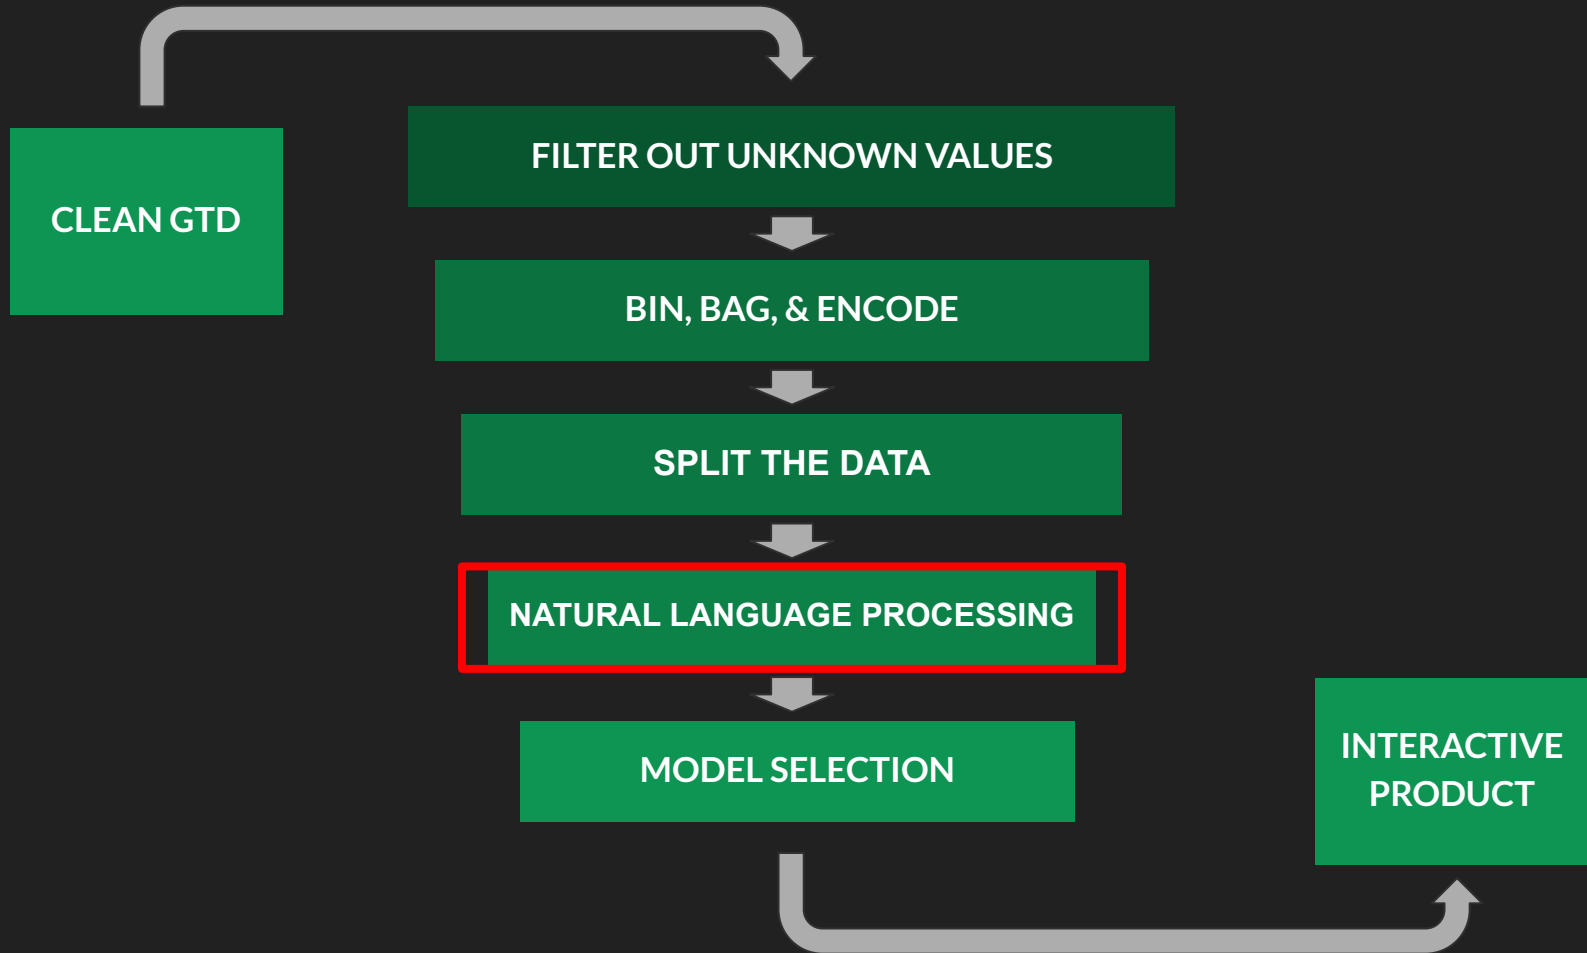 CLEAN GTD
FILTER OUT UNKNOWN VALUES
BIN, BAG, & ENCODE
SPLIT THE DATA
NATURAL LANGUAGE PROCESSING
MODEL SELECTION
INTERACTIVE
PRODUCT